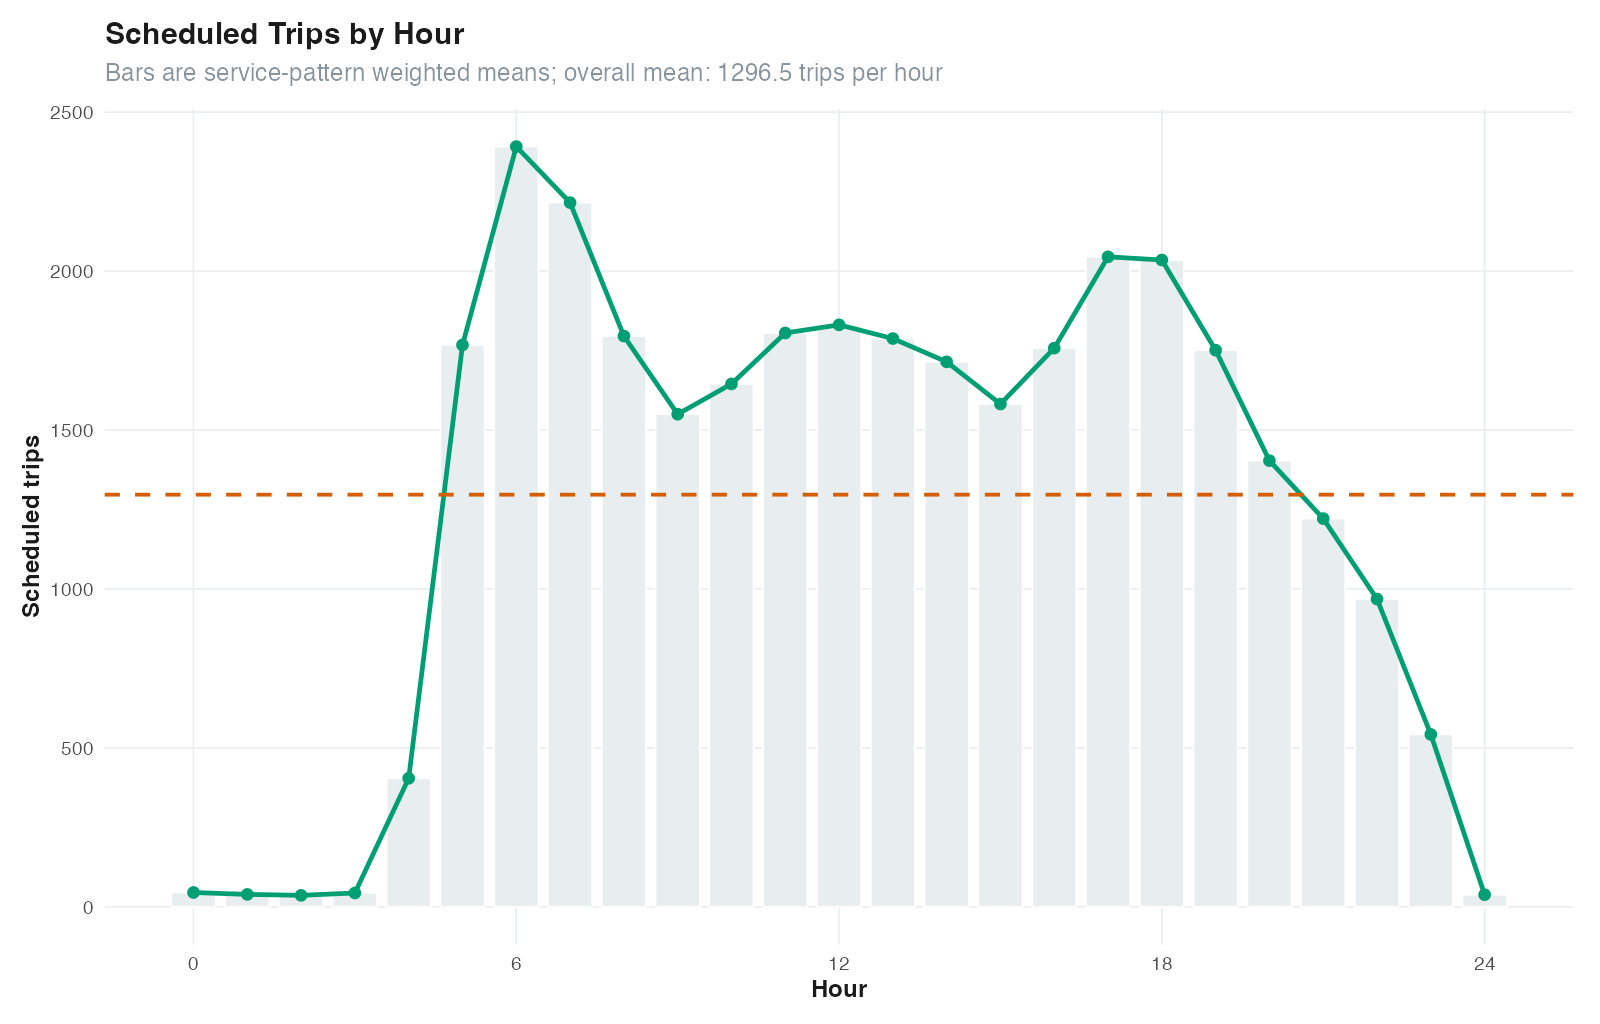 Scheduled Trips by Hour
Bars are service-pattern weighted means; overall mean: 1296.5 trips per hour
2500
2000
1500
1000
500
0
Scheduled trips
0 6 12 18 24
Hour